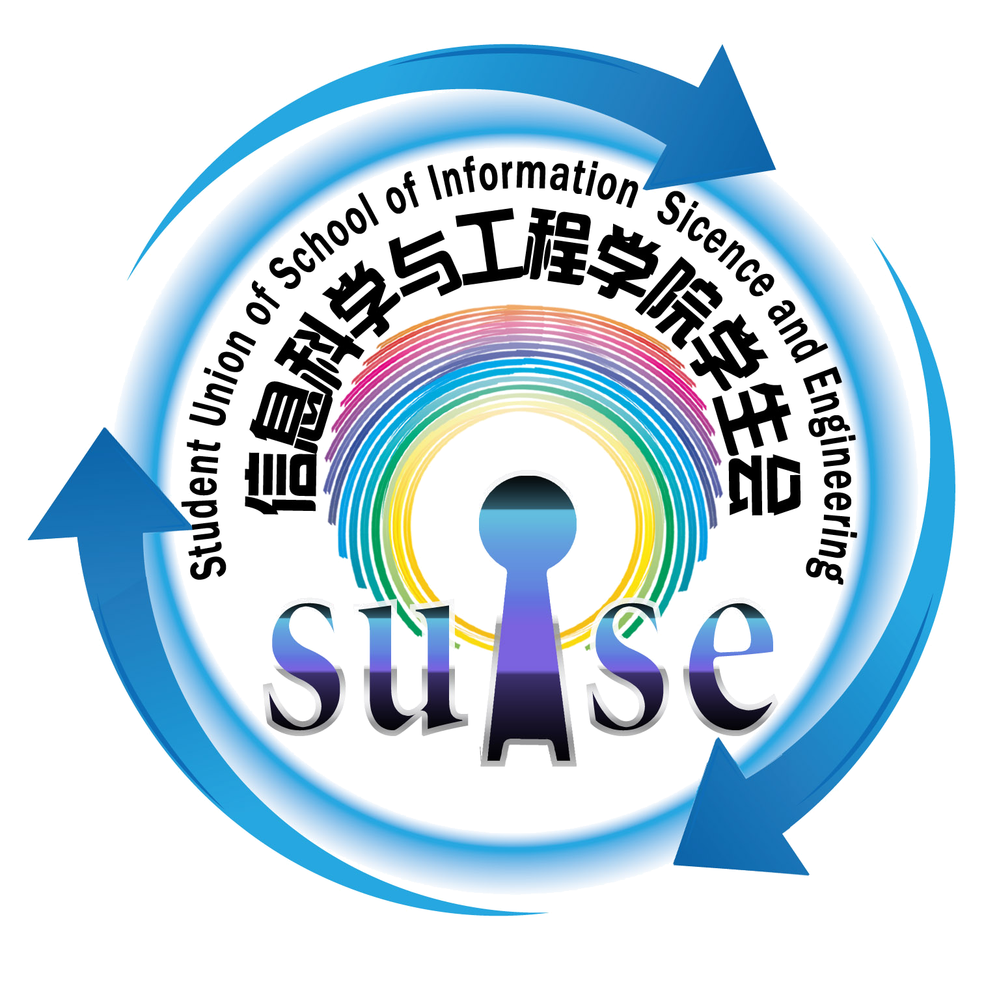 Student Union of School of Information Sicence and Engineering
信息科学与工程学院学生会
suise